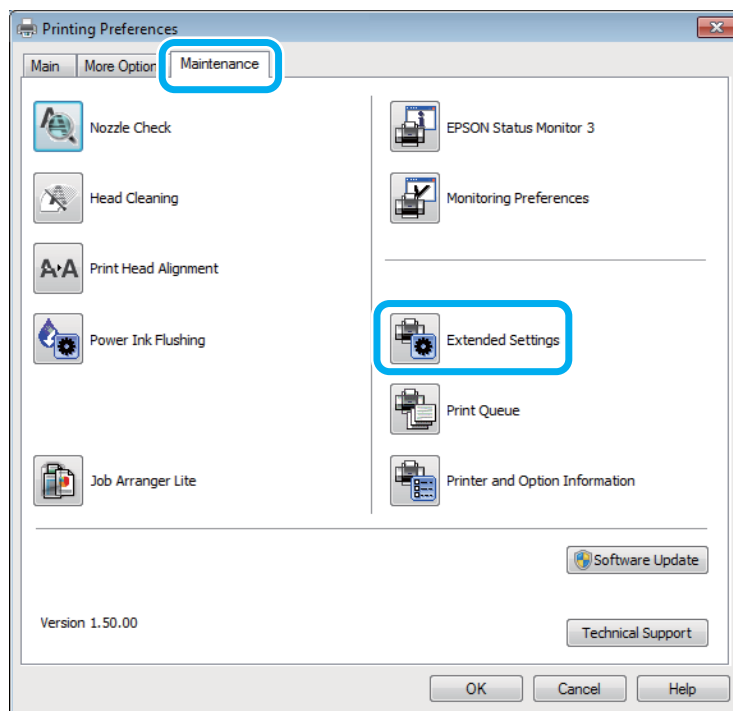 Printing Preferences
Main More Option Maintenance
Nozzle Check
EPSON Status Monitor 3
Head Cleaning
Monitoring Preferences
Print Head Alignment
Power Ink Flushing
Extended Settings
Print Queue
Job Arranger Lite
Printer and Option Information
Software Update
Version 1.50.00
Technical Support
OK Cancel Help